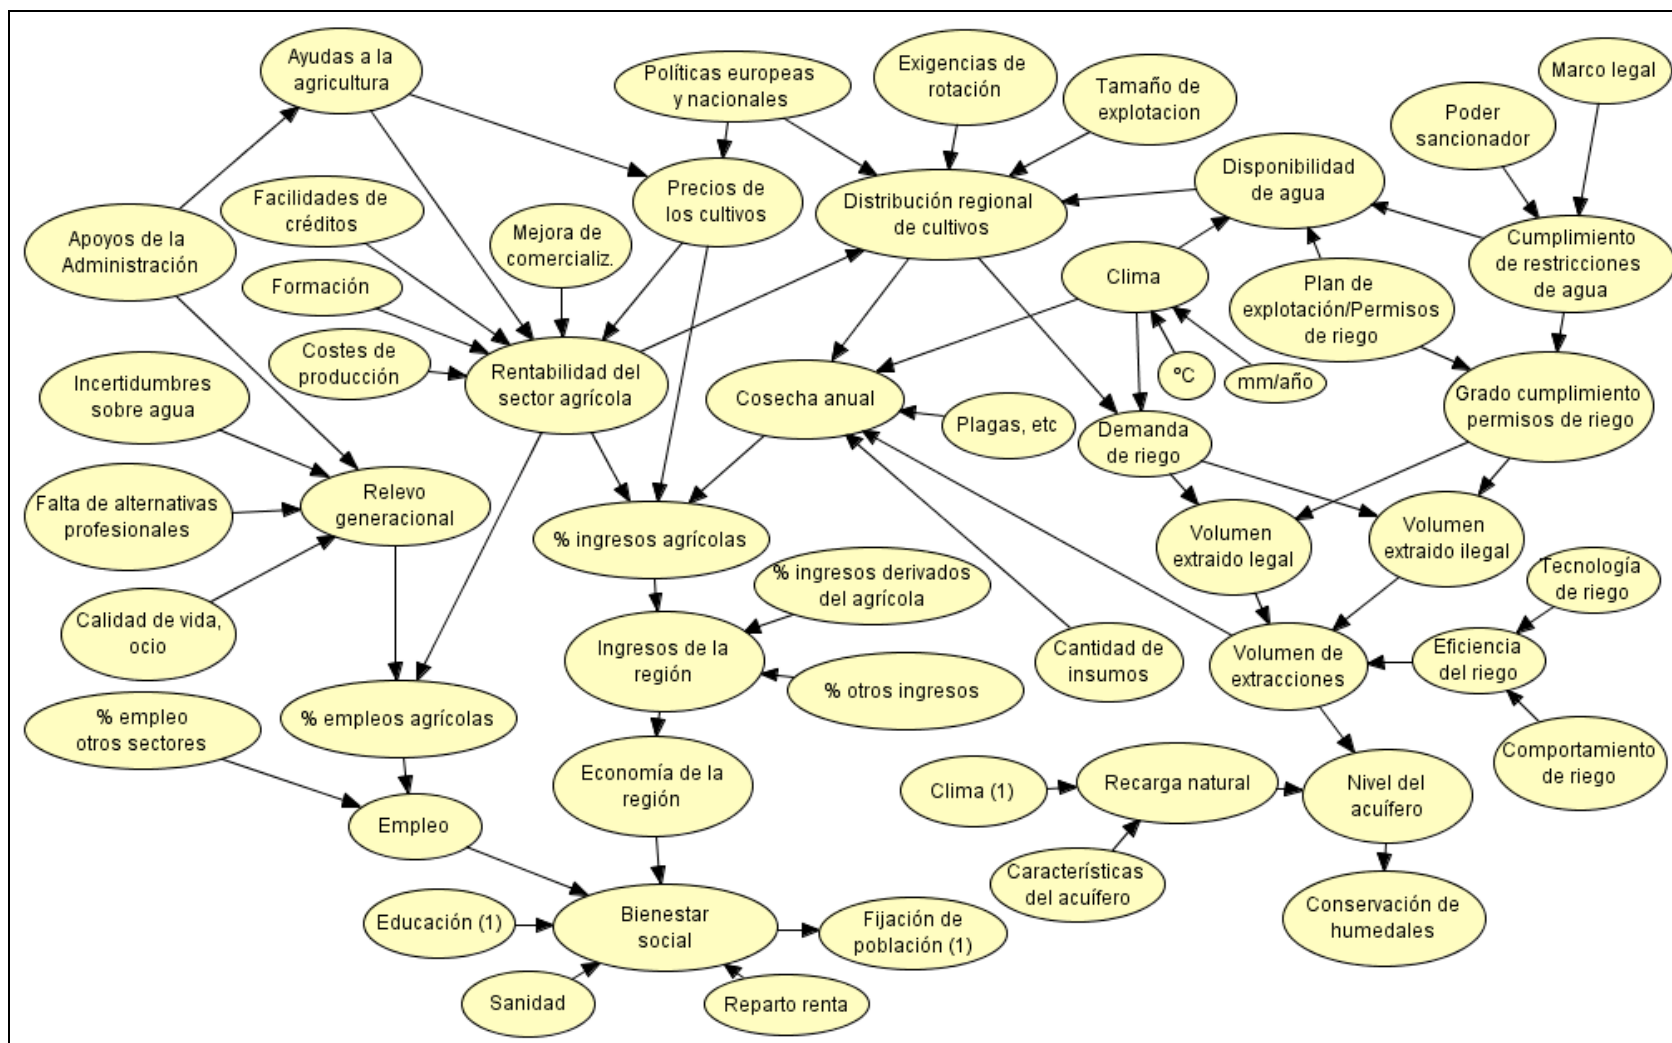 Ayudas a la
agricultura
Políticas europeas
y nacionales
Exigencias de
rotación
Tamaño de
explotacion
Marco legal
Poder
sancionador
Disponibilidad
de agua
Precios de
los cultivos
Distribución regional
de cultivos
Facilidades de
créditos
Apoyos de la
Administración
Mejora de
comercializ.
Cumplimiento
de restricciones
de agua
Clima
Plan de
explotación/Permisos
de riego
Formación
Costes de
producción
Rentabilidad del
sector agrícola
ºC
mm/año
Incertidumbres
sobre agua
Cosecha anual
Plagas, etc
Demanda
de riego
Grado cumplimiento
permisos de riego
Falta de alternativas
profesionales
Relevo
generacional
% ingresos agrícolas
Volumen
extraido legal
Volumen
extraido ilegal
% ingresos derivados
del agrícola
Tecnología
de riego
Calidad de vida,
ocio
Ingresos de la
región
Cantidad de
insumos
Volumen de
extracciones
Eficiencia
del riego
% otros ingresos
% empleo
otros sectores
% empleos agrícolas
Comportamiento
de riego
Economía de la
región
Clima (1)
Recarga natural
Nivel del
acuífero
Empleo
Características
del acuífero
Educación (1)
Bienestar
social
Fijación de
población (1)
Conservación de
humedales
Sanidad
Reparto renta